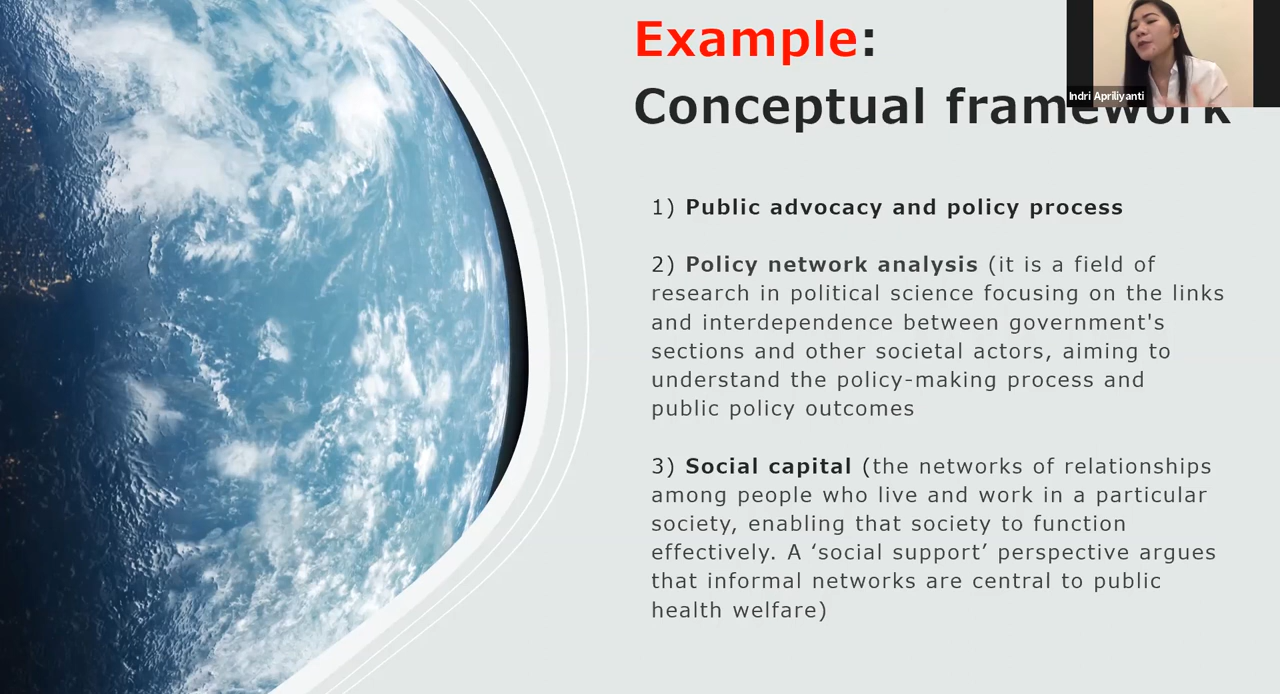 Example:
Indri Apriliyanti
Conceptual framework
1) Public advocacy and policy process
2) Policy network analysis (it is a field of
research in political science focusing on the links
and interdependence between government's
sections and other societal actors, aiming to
understand the policy-making process and
public policy outcomes
3) Social capital (the networks of relationships
among people who live and work in a particular
society, enabling that society to function
effectively. A ‘social support’ perspective argues
that informal networks are central to public
health welfare)